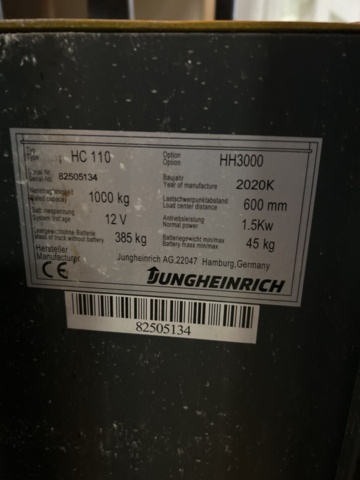 Typ
Type HC 110 Option
Option HH3000
Serial-Nr.
Serial-No. 82505134 Baujahr
Year of manufacture 2020K
Nenntragfähigkeit
Rated capacity 1000 kg Lastschwerpunktabstand
Load center distance 600 mm
System 12 V Antriebsleistung
Normal power 1.5Kw
Leergewicht ohne Batterie
Mass of truck without battery 385 kg Batteriegewicht min/max
Battery mass min/max 45 kg
Hersteller
Manufacturer Jungheinrich AG,22047 Hamburg,Germany
CE JUNGHEINRICH
82505134